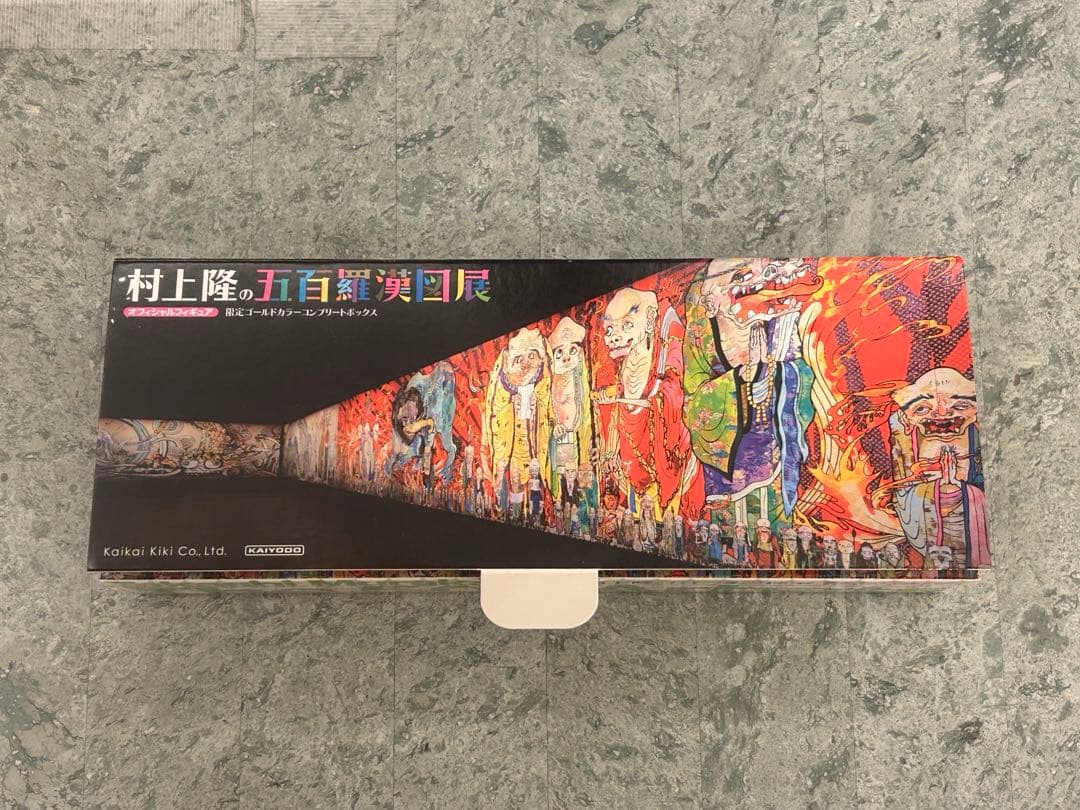 村上隆の五百羅漢図展
オフィシャルフィギュア 限定ゴールドカラーコンプリートボックス
Kaikai Kiki Co., Ltd. KAIYODO